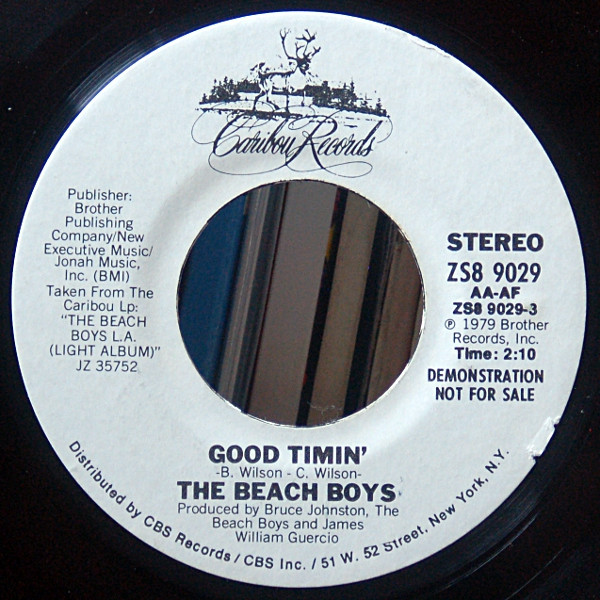 Caribou Records
Publisher:
Brother
Publishing
Company/New
Executive Music/
Jonah Music,
Inc. (BMI)
Taken From The
Caribou Lp:
"THE BEACH
BOYS L.A.
(LIGHT ALBUM)"
JZ 35752
STEREO
ZS8 9029
AA-AF
ZS8 9029-3
℗ 1979 Brother
Records, Inc.
Time: 2:10
DEMONSTRATION
NOT FOR SALE
GOOD TIMIN'
-B. Wilson - C. Wilson-
THE BEACH BOYS
Produced by Bruce Johnston, The
Beach Boys and James
William Guercio
Distributed by CBS Records / CBS Inc. / 51 W. 52 Street, New York, N.Y.